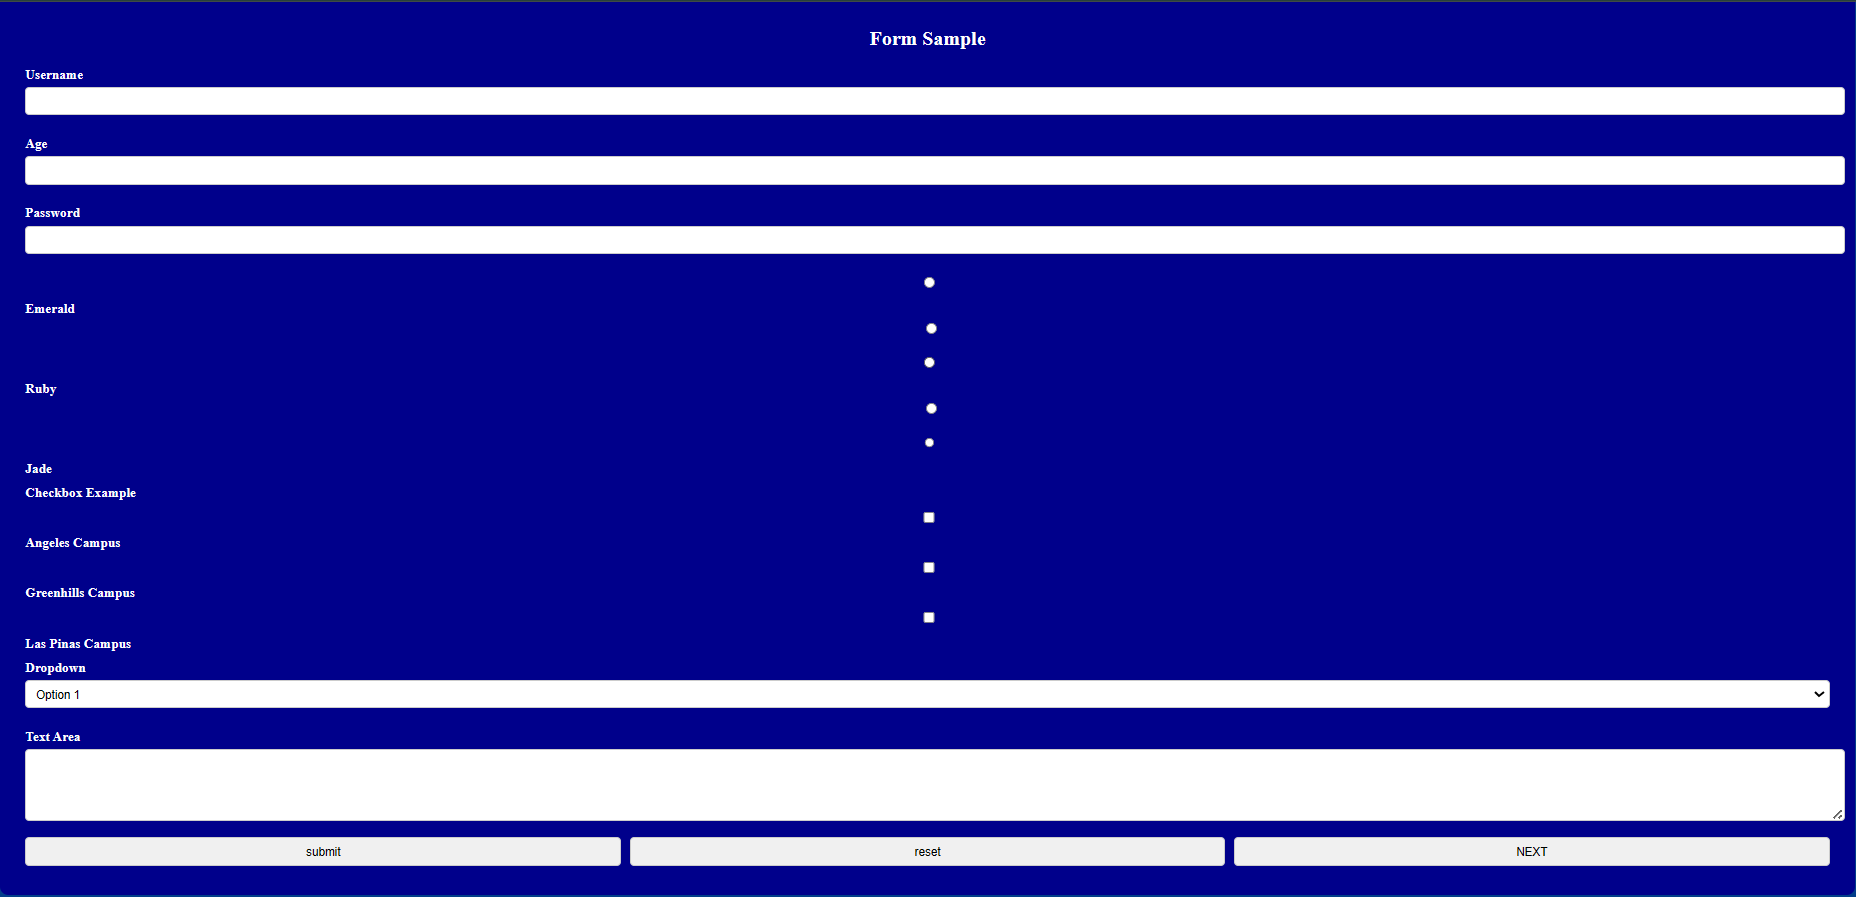 Form Sample
Username
Age
Password
Emerald
Ruby
Jade
Checkbox Example
Angeles Campus
Greenhills Campus
Las Pinas Campus
Dropdown
Option 1
Text Area
submit reset NEXT